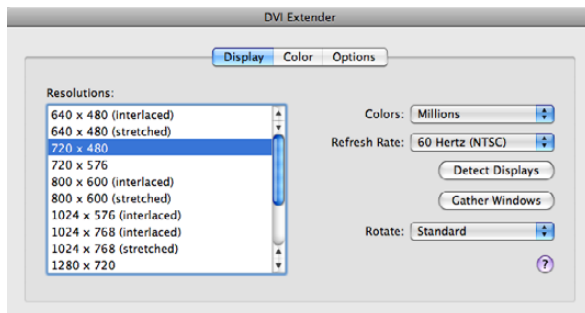 DVI Extender
Display Color Options
Resolutions:
640 x 480 (interlaced)
640 x 480 (stretched)
720 x 480
720 x 576
800 x 600 (interlaced)
800 x 600 (stretched)
1024 x 576 (interlaced)
1024 x 768 (interlaced)
1024 x 768 (stretched)
1280 x 720
Colors: Millions
Refresh Rate: 60 Hertz (NTSC)
Detect Displays
Gather Windows
Rotate: Standard
?